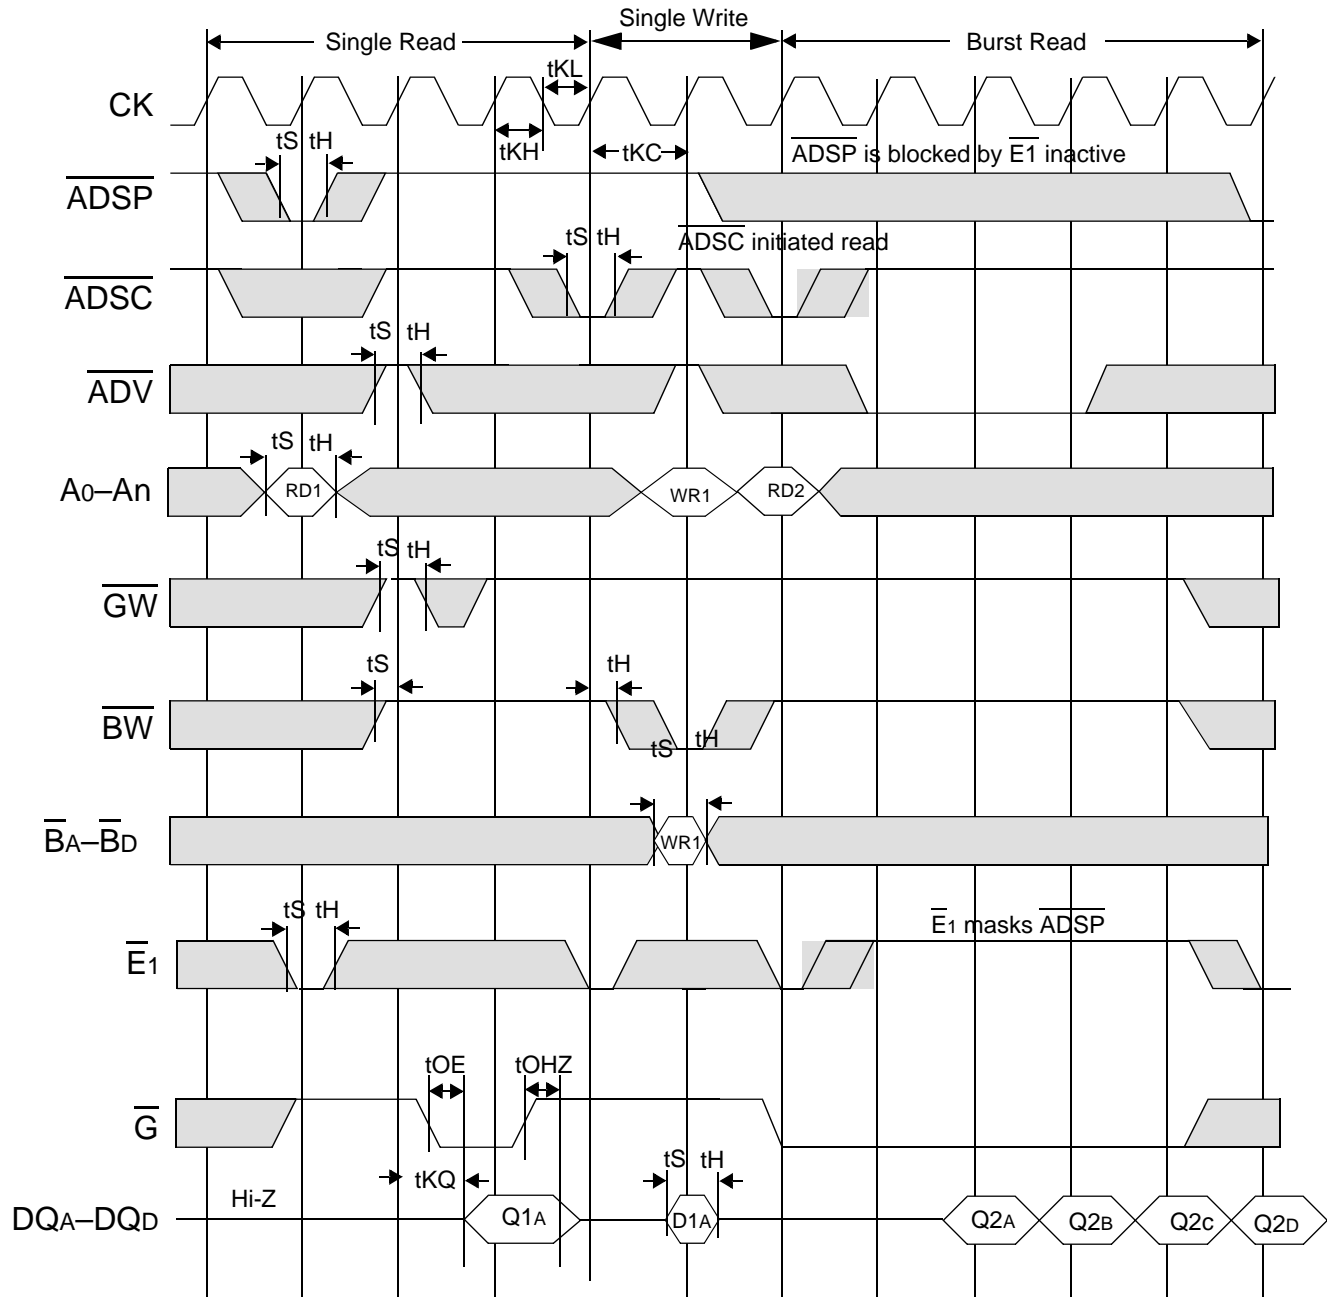 Single Write
Single Read
Burst Read
tKL
CK
tS tH
tKH
tKC
ADSP is blocked by E1 inactive
ADSP
tS tH
ADSC initiated read
ADSC
tS tH
ADV
tS tH
A0–An
RD1
WR1
RD2
tS tH
GW
tS
tH
BW
tS tH
BA–BD
WR1
tS tH
E1 masks ADSP
E1
tOE
tOHZ
G
tKQ
tS tH
Hi-Z
DQA–DQD
Q1A
D1A
Q2A
Q2B
Q2C
Q2D